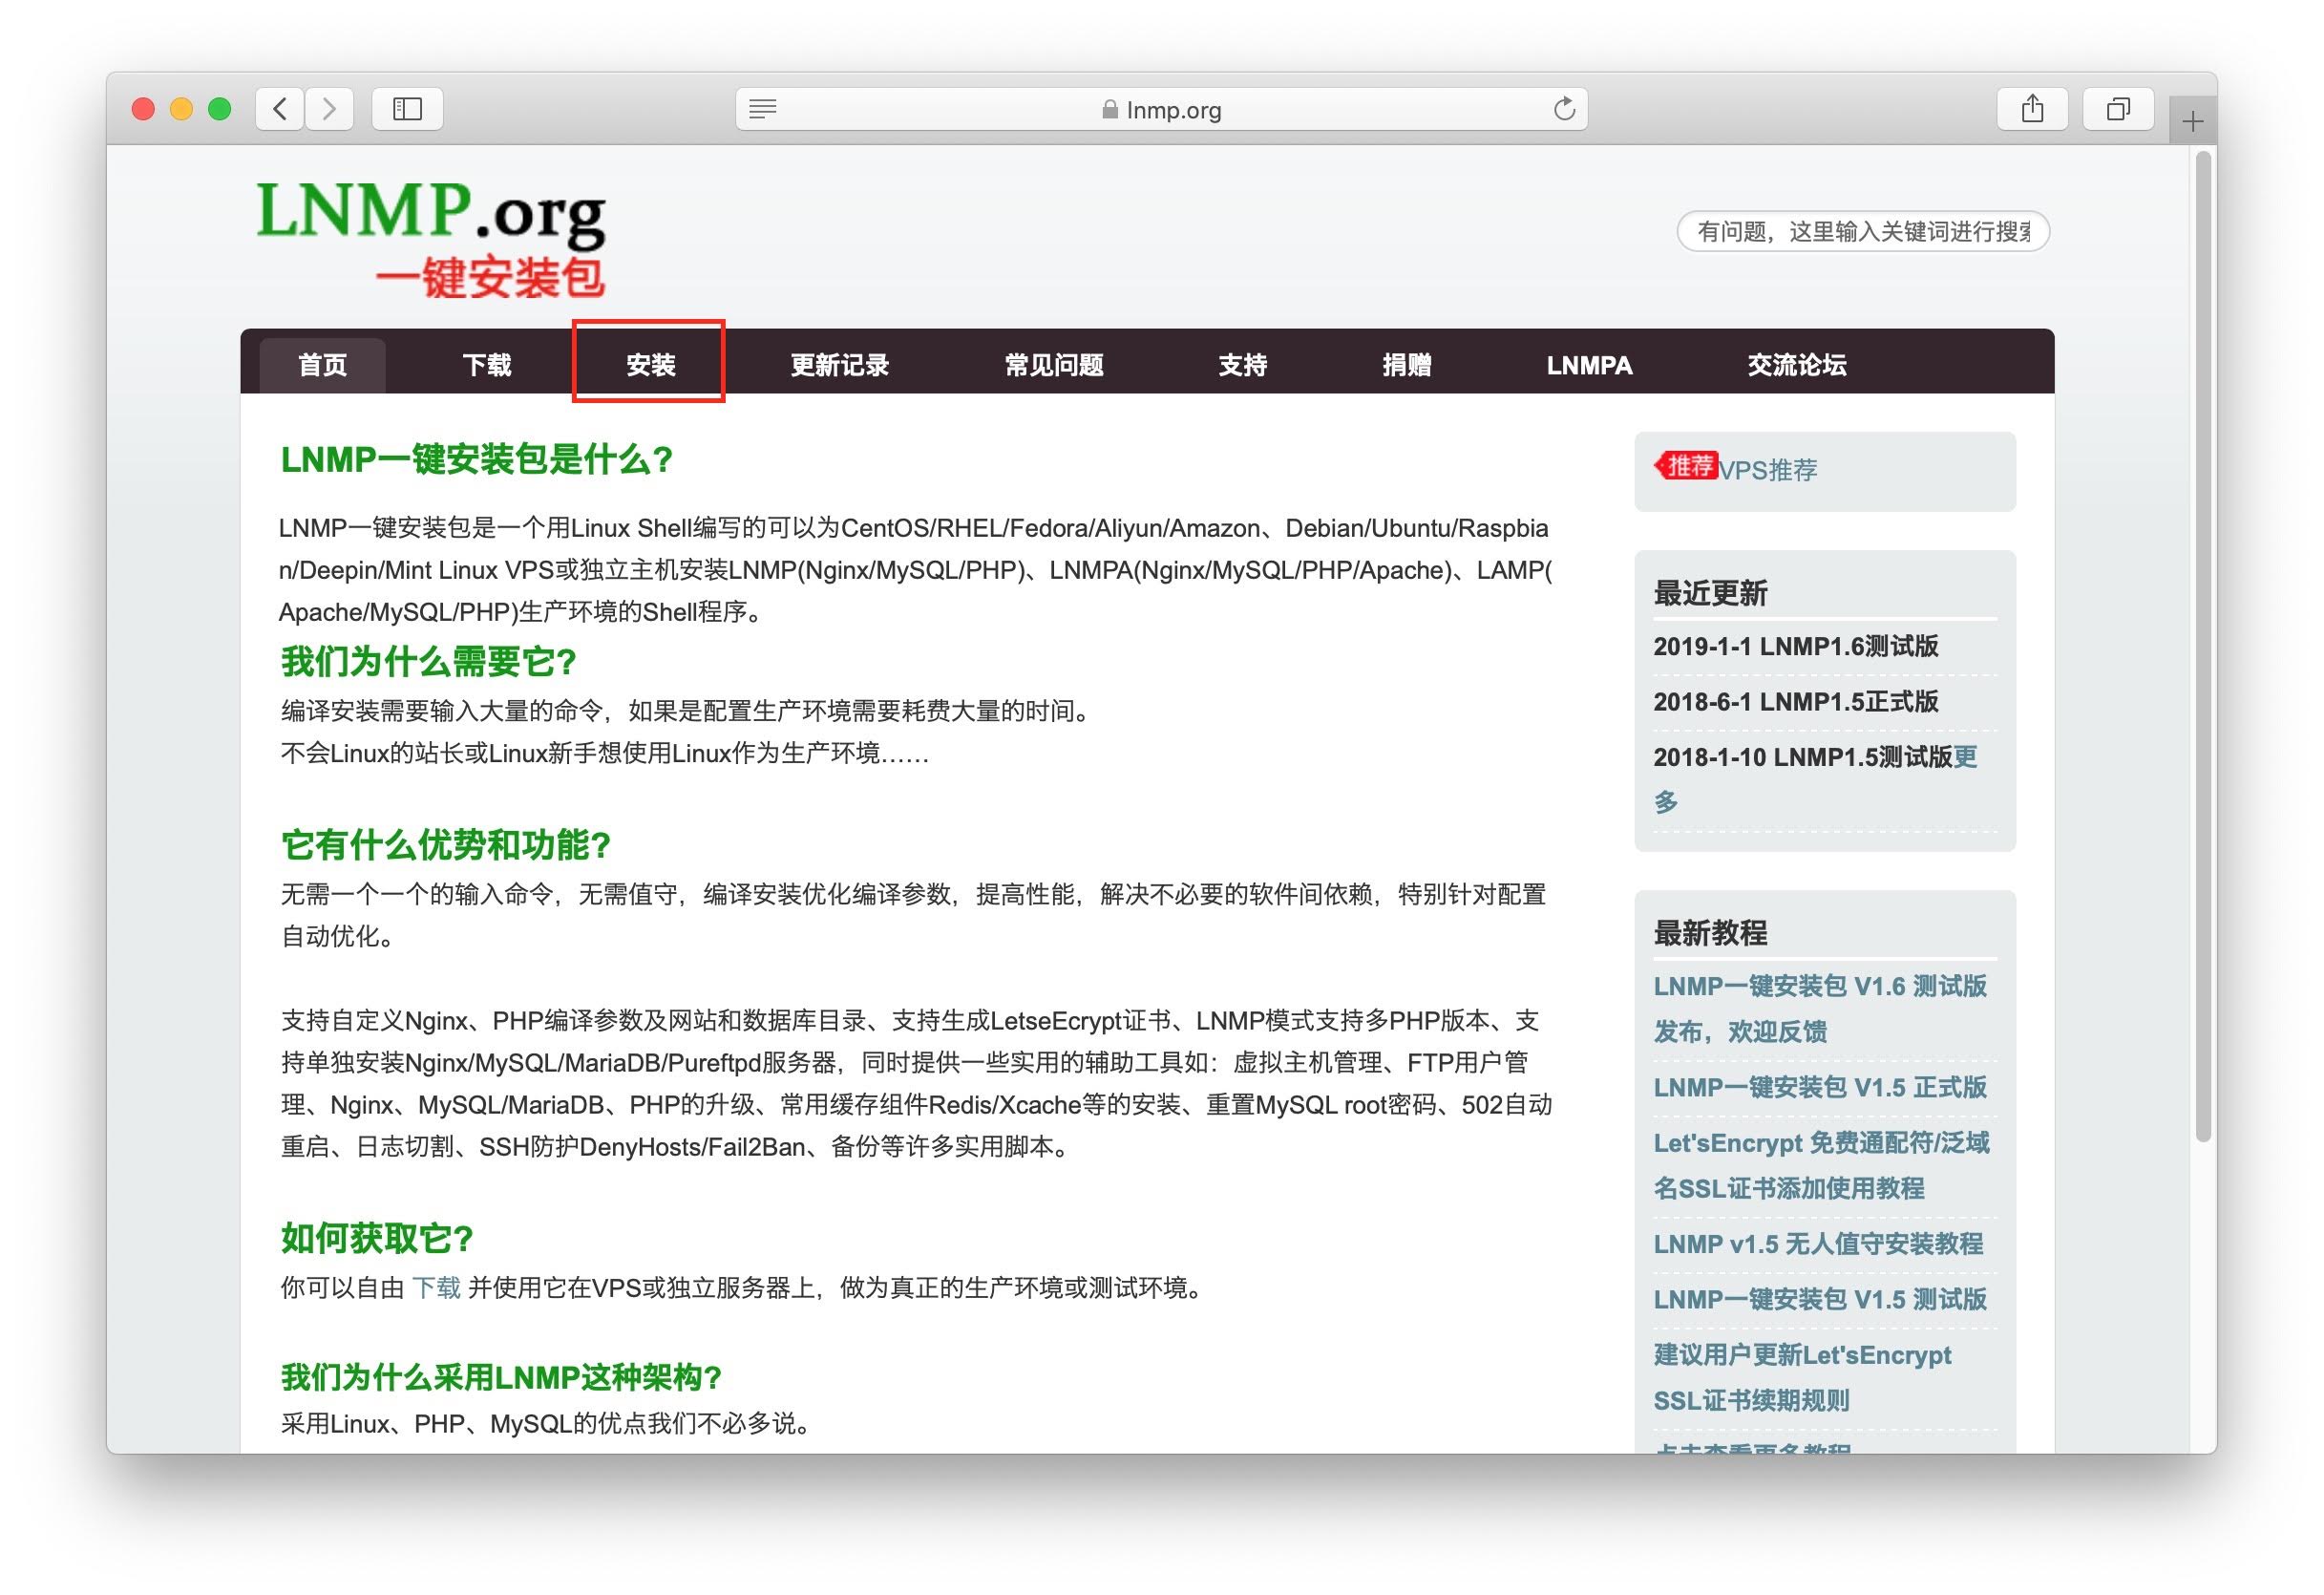 lnmp.org
LNMP.org
一键安装包
有问题，这里输入关键词进行搜索
首页 下载 安装 更新记录 常见问题 支持 捐赠 LNMPA 交流论坛
LNMP一键安装包是什么?
LNMP一键安装包是一个用Linux Shell编写的可以为CentOS/RHEL/Fedora/Aliyun/Amazon、Debian/Ubuntu/Raspbia
n/Deepin/Mint Linux VPS或独立主机安装LNMP(Nginx/MySQL/PHP)、LNMPA(Nginx/MySQL/PHP/Apache)、LAMP(
Apache/MySQL/PHP)生产环境的Shell程序。
我们为什么需要它?
编译安装需要输入大量的命令，如果是配置生产环境需要耗费大量的时间。
不会Linux的站长或Linux新手想使用Linux作为生产环境……
它有什么优势和功能?
无需一个一个的输入命令，无需值守，编译安装优化编译参数，提高性能，解决不必要的软件间依赖，特别针对配置
自动优化。
支持自定义Nginx、PHP编译参数及网站和数据库目录、支持生成LetseEcrypt证书、LNMP模式支持多PHP版本、支
持单独安装Nginx/MySQL/MariaDB/Pureftpd服务器，同时提供一些实用的辅助工具如：虚拟主机管理、FTP用户管
理、Nginx、MySQL/MariaDB、PHP的升级、常用缓存组件Redis/Xcache等的安装、重置MySQL root密码、502自动
重启、日志切割、SSH防护DenyHosts/Fail2Ban、备份等许多实用脚本。
如何获取它?
你可以自由 下载 并使用它在VPS或独立服务器上，做为真正的生产环境或测试环境。
我们为什么采用LNMP这种架构?
采用Linux、PHP、MySQL的优点我们不必多说。
推荐VPS推荐
最近更新
2019-1-1 LNMP1.6测试版
2018-6-1 LNMP1.5正式版
2018-1-10 LNMP1.5测试版更
多
最新教程
LNMP一键安装包 V1.6 测试版
发布，欢迎反馈
LNMP一键安装包 V1.5 正式版
Let'sEncrypt 免费通配符/泛域
名SSL证书添加使用教程
LNMP v1.5 无人值守安装教程
LNMP一键安装包 V1.5 测试版
建议用户更新Let'sEncrypt
SSL证书续期规则
点击查看更多教程